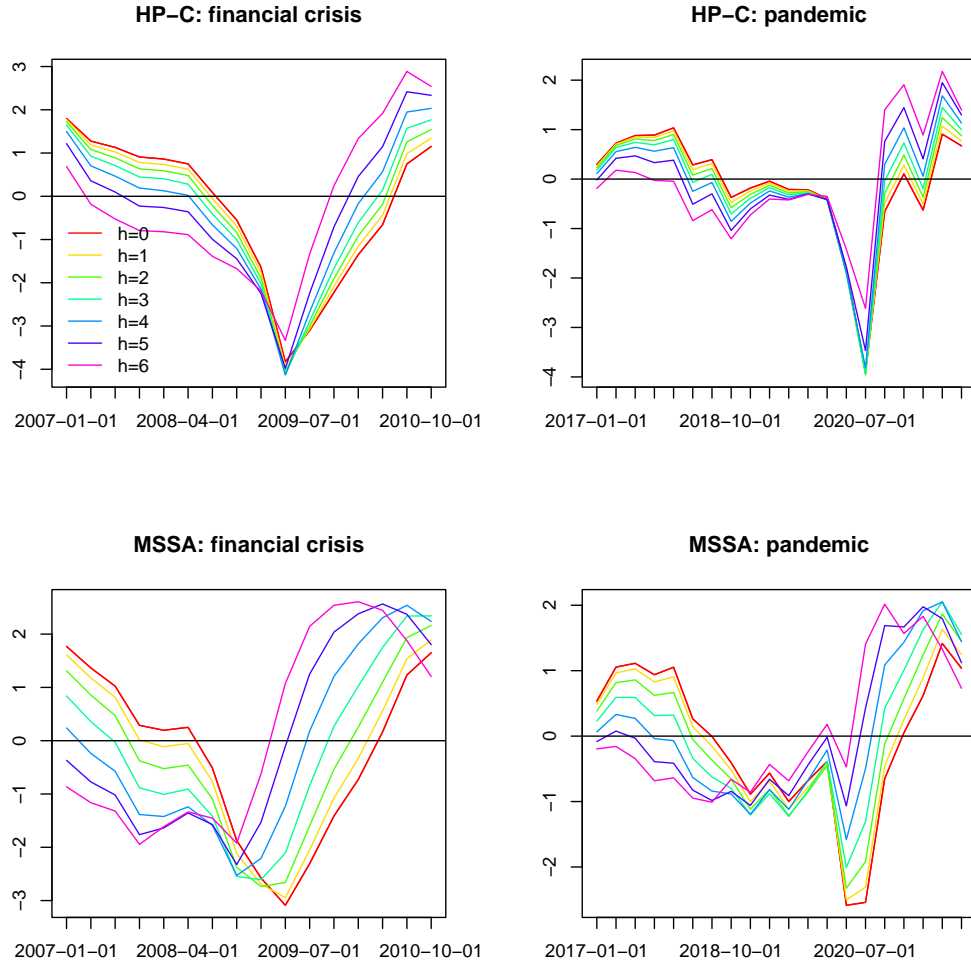 HP−C: financial crisis
HP−C: pandemic
3
2
1
0
−1
−2
−3
−4
h=0
h=1
h=2
h=3
h=4
h=5
h=6
2007−01−01 2008−04−01 2009−07−01 2010−10−01
2
1
0
−1
−2
−3
−4
2017−01−01 2018−10−01 2020−07−01
MSSA: financial crisis
MSSA: pandemic
2
1
0
−1
−2
−3
2007−01−01 2008−04−01 2009−07−01 2010−10−01
2
1
0
−1
−2
2017−01−01 2018−10−01 2020−07−01